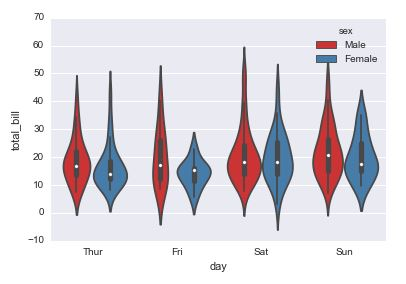 70
60
50
40
30
20
10
0
−10
total_bill
sex
Male
Female
Thur
Fri
Sat
Sun
day